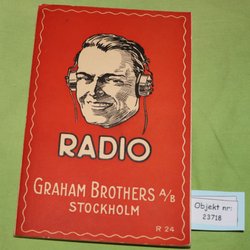 RADIO
GRAHAM BROTHERS A/B
STOCKHOLM
R 24
Objekt nr:
23718